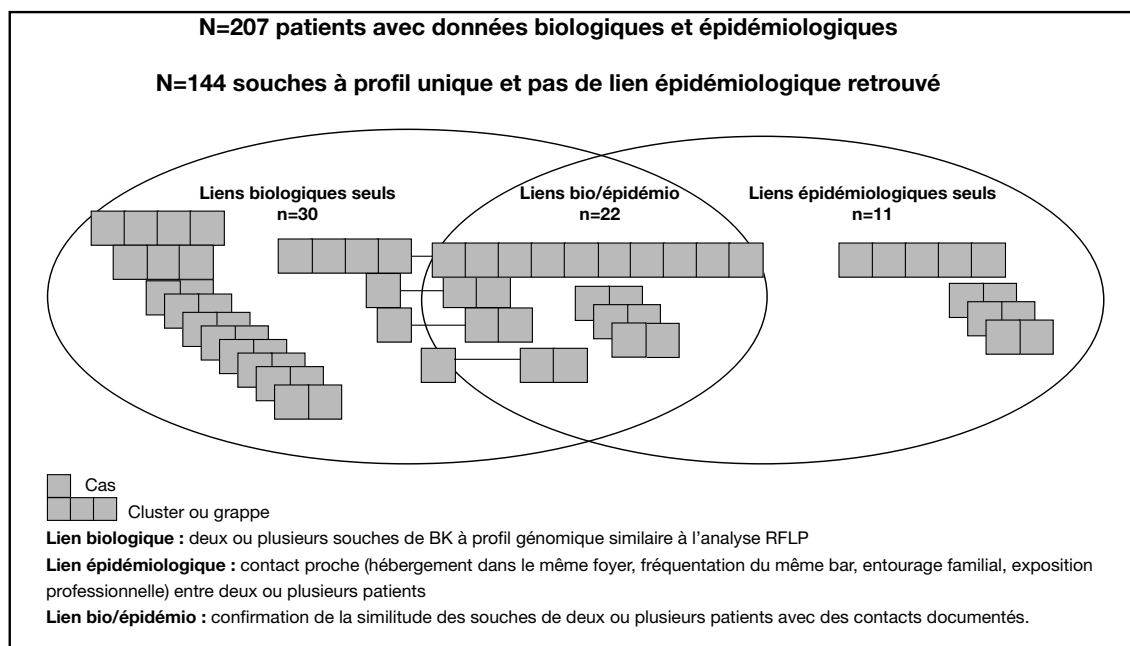 N=207 patients avec données biologiques et épidémiologiques
N=144 souches à profil unique et pas de lien épidémiologique retrouvé
Liens biologiques seuls
n=30
Liens bio/épidémio
n=22
Liens épidémiologiques seuls
n=11
Cas
Cluster ou grappe
Lien biologique : deux ou plusieurs souches de BK à profil génomique similaire à l'analyse RFLP
Lien épidémiologique : contact proche (hébergement dans le même foyer, fréquentation du même bar, entourage familial, exposition
professionnelle) entre deux ou plusieurs patients
Lien bio/épidémio : confirmation de la similitude des souches de deux ou plusieurs patients avec des contacts documentés.